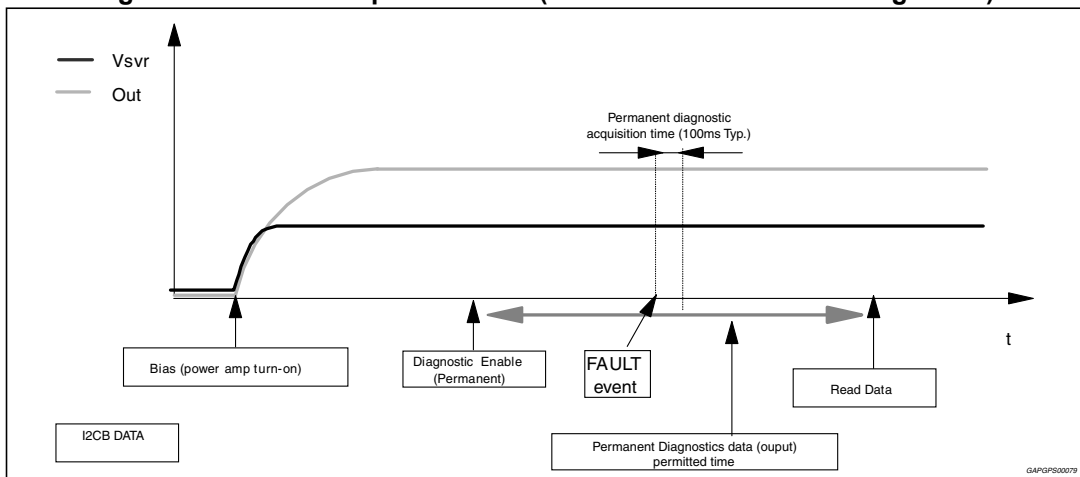 Vsvr
Out
Permanent diagnostic
acquisition time (100ms Typ.)
t
Bias (power amp turn-on)
Diagnostic Enable
(Permanent)
FAULT
event
Read Data
I2CB DATA
Permanent Diagnostics data (ouput)
permitted time
GAPGPS00079